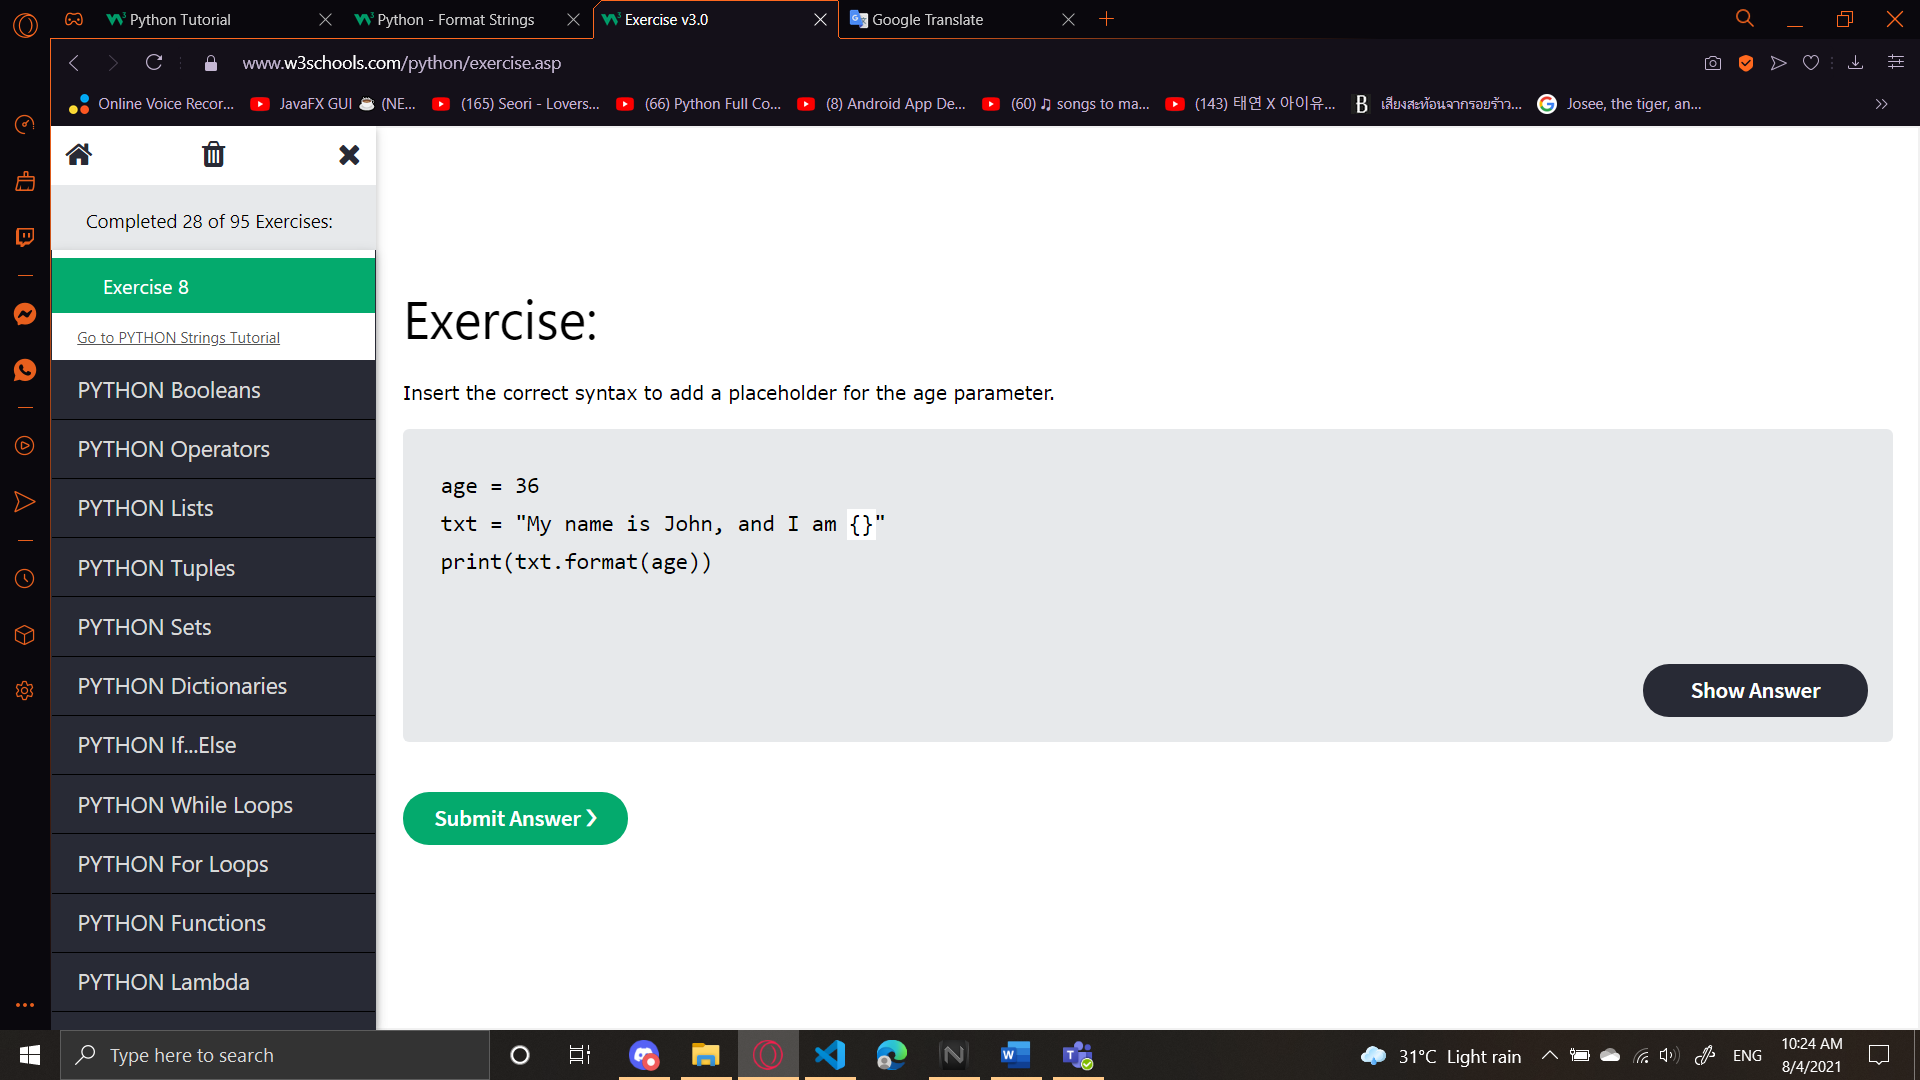 Python Tutorial
Python - Format Strings
Exercise v3.0
Google Translate
www.w3schools.com/python/exercise.asp
Online Voice Recor...
JavaFX GUI ☕ (NE...
(165) Seori - Lovers...
(66) Python Full Co...
(8) Android App De...
(60) ♫ songs to ma...
(143) 태연 X 아이유...
เสียงสะท้อนจากรอยร้าว...
Josee, the tiger, an...
Completed 28 of 95 Exercises:
Exercise 8
Go to PYTHON Strings Tutorial
PYTHON Booleans
PYTHON Operators
PYTHON Lists
PYTHON Tuples
PYTHON Sets
PYTHON Dictionaries
PYTHON If...Else
PYTHON While Loops
PYTHON For Loops
PYTHON Functions
PYTHON Lambda
Exercise:
Insert the correct syntax to add a placeholder for the age parameter.
age = 36
txt = "My name is John, and I am {}"
print(txt.format(age))
Show Answer
Submit Answer ❯
Type here to search
31°C Light rain
ENG
10:24 AM
8/4/2021